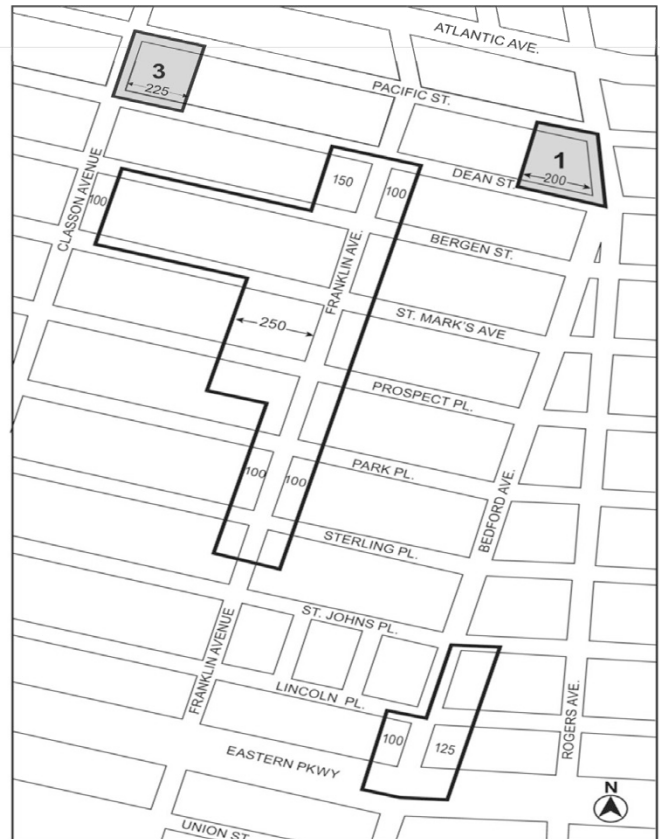 ATLANTIC AVE.
3
225
PACIFIC ST.
1
200
DEAN ST.
150
100
CLASSON AVENUE
100
BERGEN ST.
FRANKLIN AVE.
250
ST. MARK'S AVE
PROSPECT PL.
PARK PL.
100
100
BEDFORD AVE.
STERLING PL.
ST. JOHNS PL.
FRANKLIN AVENUE
LINCOLN PL.
ROGERS AVE.
100
125
EASTERN PKWY
N
UNION ST.